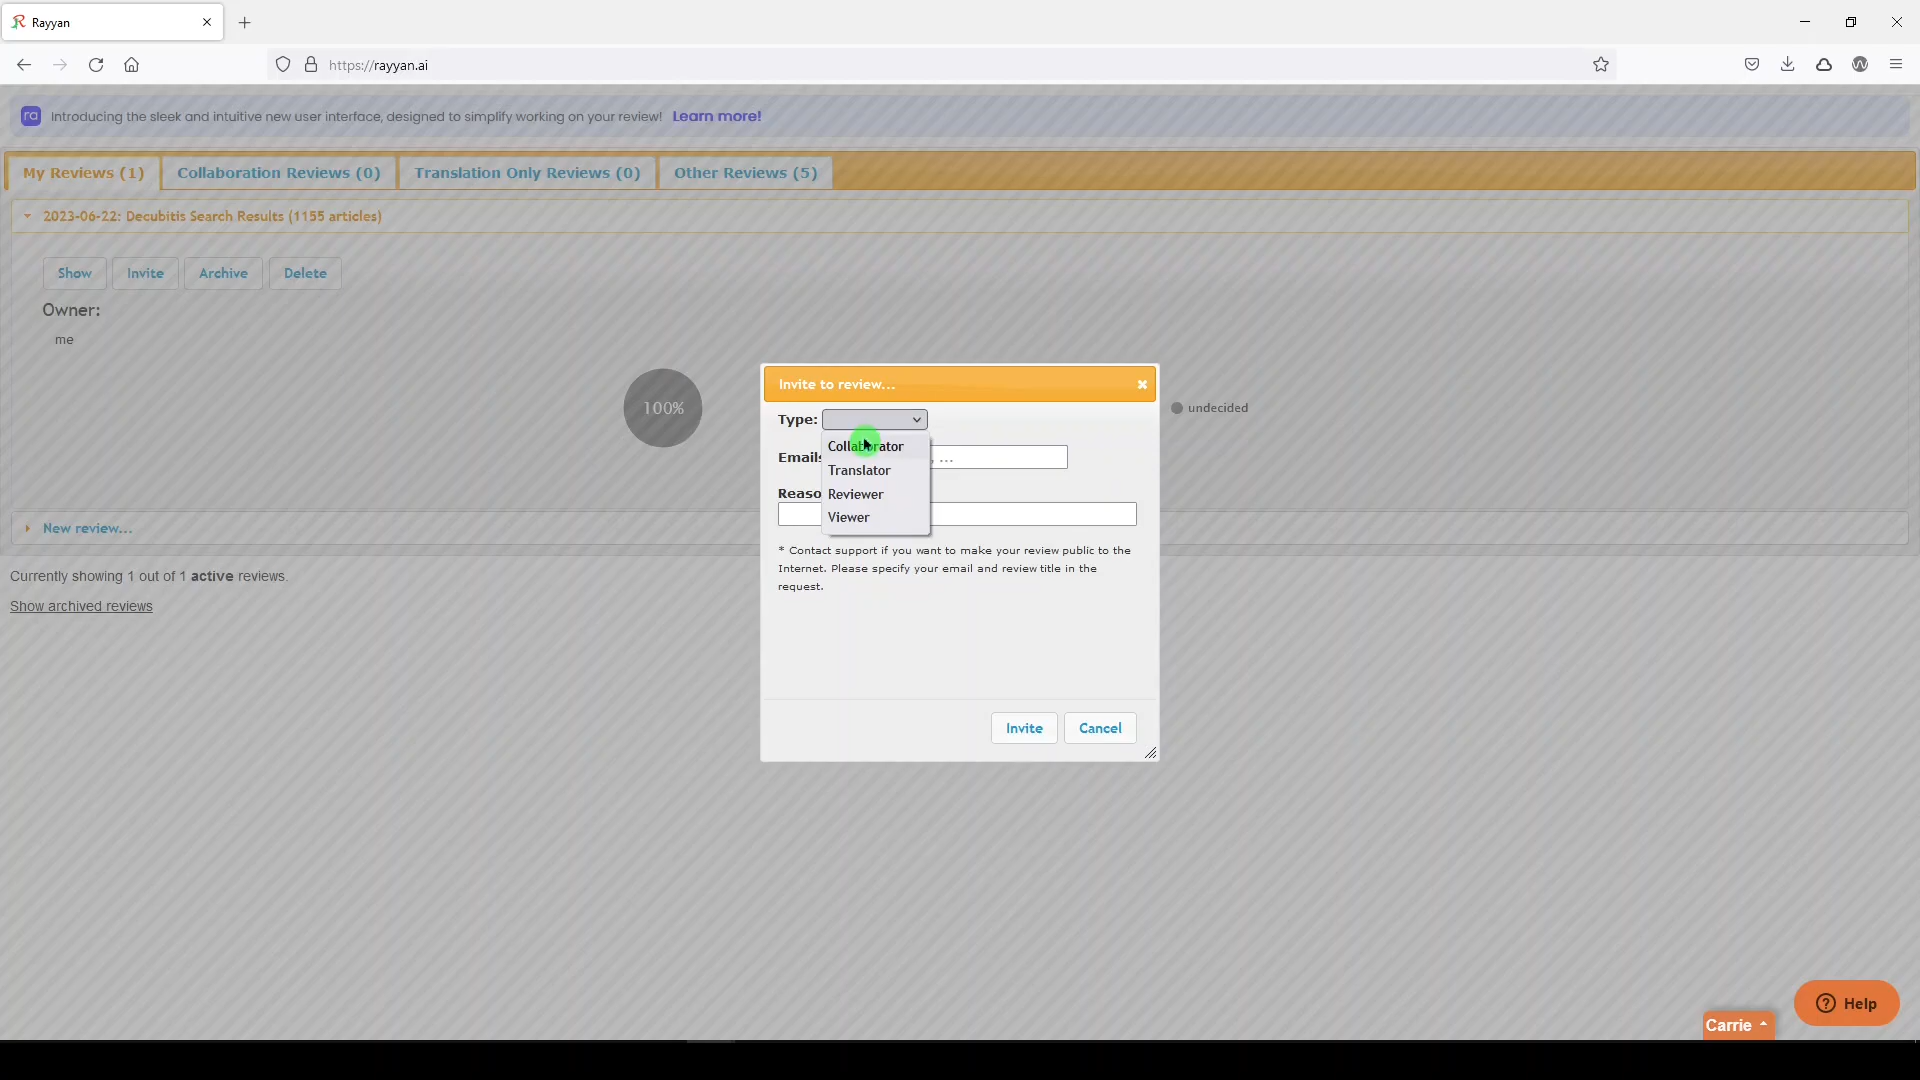 Rayyan
https://rayyan.ai
ra Introducing the sleek and intuitive new user interface, designed to simplify working on your review! Learn more!
My Reviews (1) Collaboration Reviews (0) Translation Only Reviews (0) Other Reviews (5)
2023-06-22: Decubitis Search Results (1155 articles)
Show Invite Archive Delete
Owner:
me
100%
undecided
Invite to review...
Type:
Collaborator
Translator
Reviewer
Viewer
Emails
, ...
Reaso
* Contact support if you want to make your review public to the
Internet. Please specify your email and review title in the
request.
Invite Cancel
New review...
Currently showing 1 out of 1 active reviews.
Show archived reviews
Help
Carrie